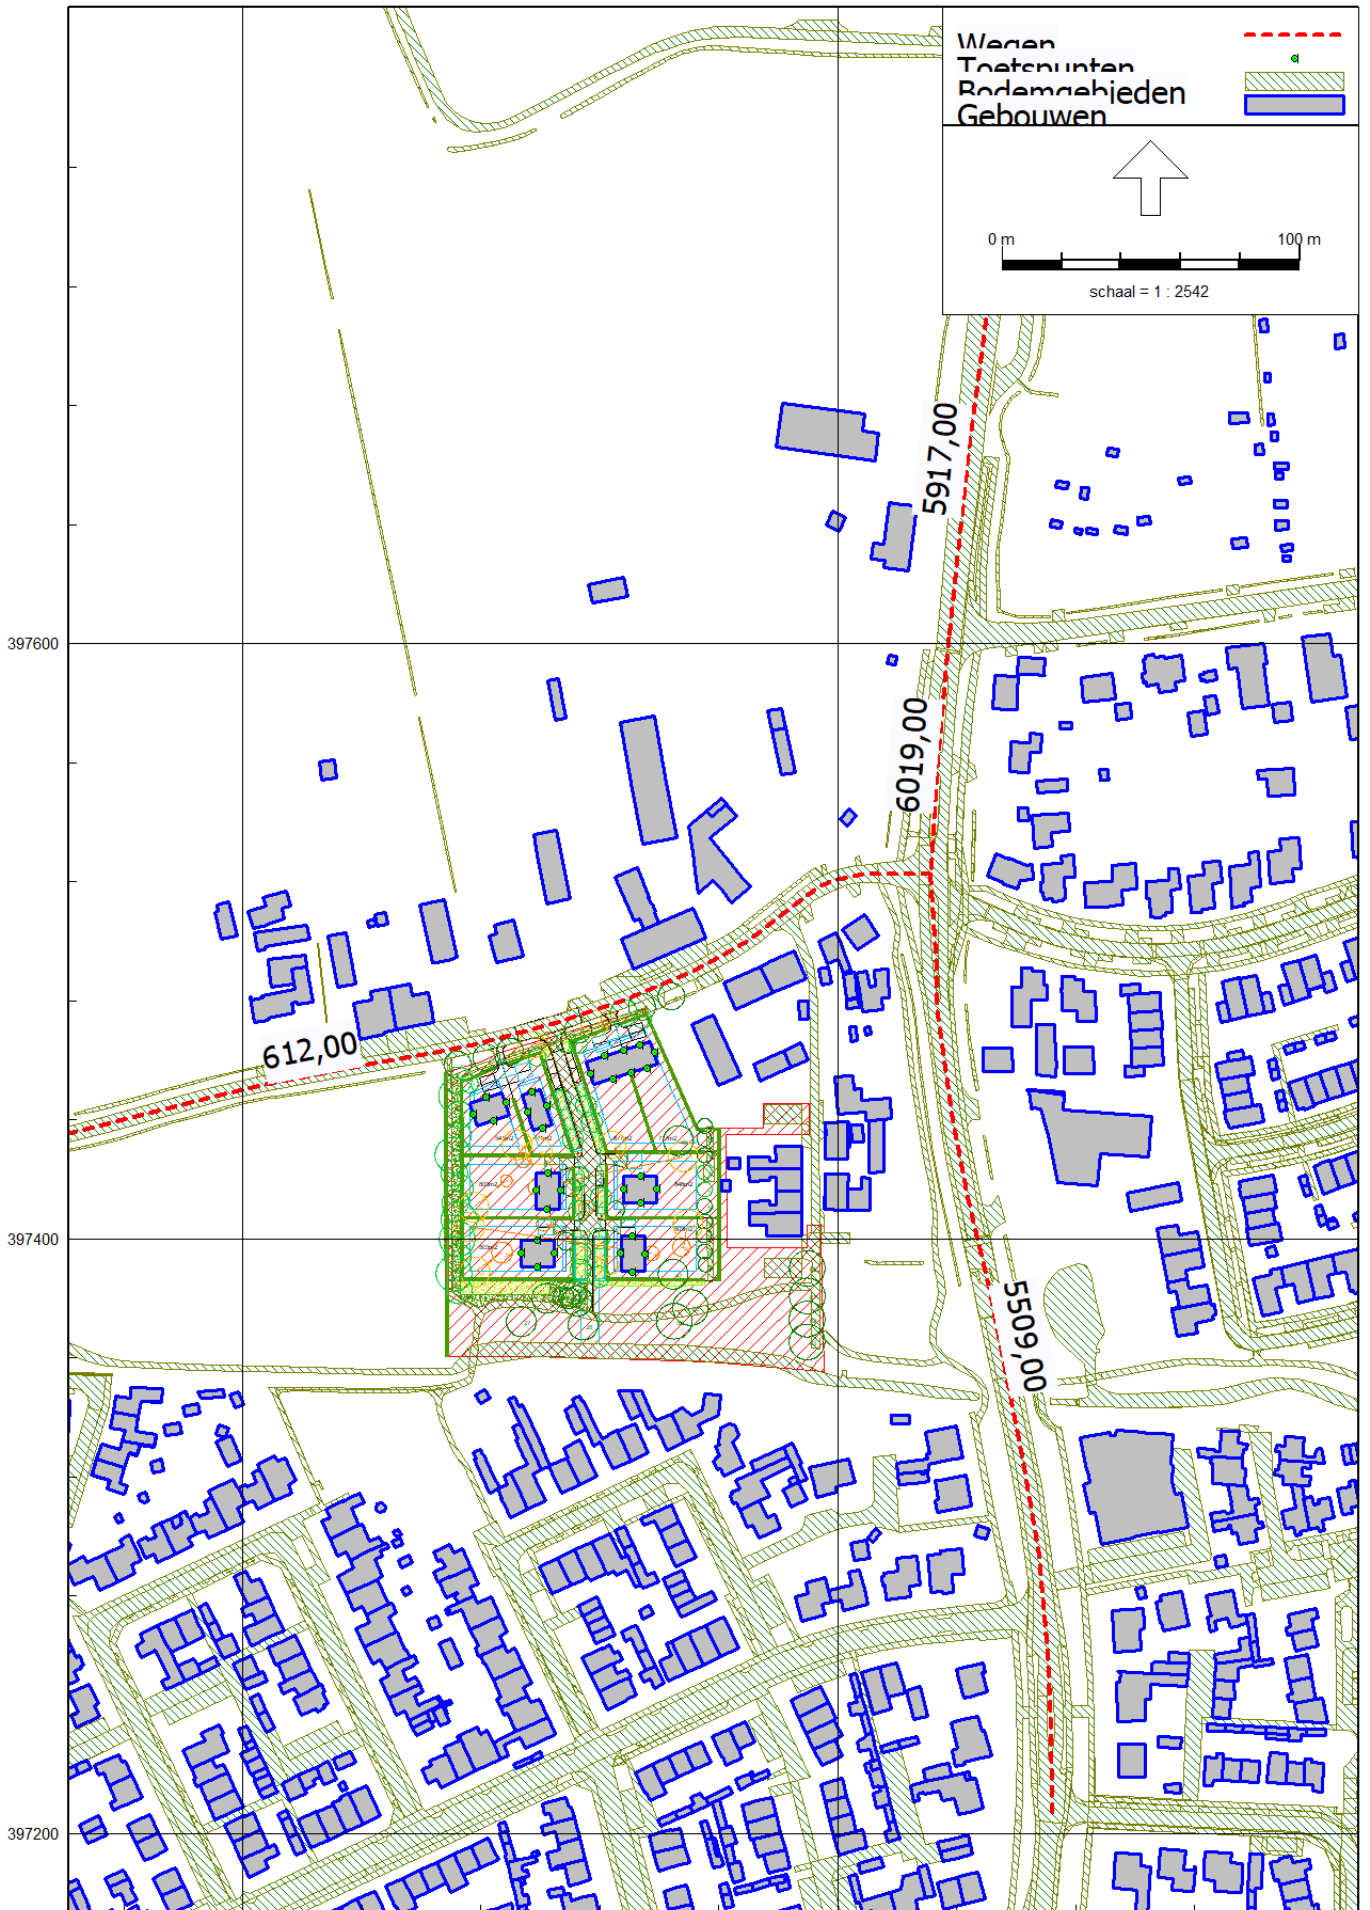 Wegen
Toetspunten
Bodemgebieden
Gebouwen
0 m 100 m
schaal = 1 : 2542
5917,00
397600
6019,00
612,00
397400
5509,00
397200